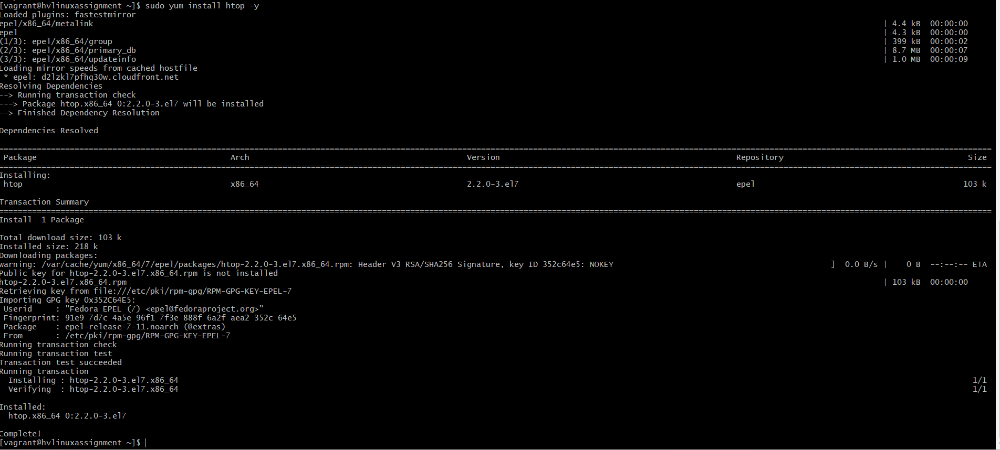 [vagrant@hvlinuxassignment ~]$ sudo yum install htop -y
Loaded plugins: fastestmirror
epel/x86_64/metalink | 4.4 kB 00:00:00
epel | 4.3 kB 00:00:00
(1/3): epel/x86_64/group | 399 kB 00:00:02
(2/3): epel/x86_64/primary_db | 8.7 MB 00:00:07
(3/3): epel/x86_64/updateinfo | 1.0 MB 00:00:09
Loading mirror speeds from cached hostfile
* epel: d2lzkl7pfhq30w.cloudfront.net
Resolving Dependencies
--> Running transaction check
---> Package htop.x86_64 0:2.2.0-3.el7 will be installed
--> Finished Dependency Resolution
Dependencies Resolved
Package Arch Version Repository Size
Installing:
htop x86_64 2.2.0-3.el7 epel 103 k
Transaction Summary
Install 1 Package
Total download size: 103 k
Installed size: 218 k
Downloading packages:
warning: /var/cache/yum/x86_64/7/epel/packages/htop-2.2.0-3.el7.x86_64.rpm: Header V3 RSA/SHA256 Signature, key ID 352c64e5: NOKEY ] 0.0 B/s | 0 B --:--:-- ETA
Public key for htop-2.2.0-3.el7.x86_64.rpm is not installed
htop-2.2.0-3.el7.x86_64.rpm | 103 kB 00:00:00
Retrieving key from file:///etc/pki/rpm-gpg/RPM-GPG-KEY-EPEL-7
Importing GPG key 0x352C64E5:
Userid : "Fedora EPEL (7) <epel@fedoraproject.org>"
Fingerprint: 91e9 7d7c 4a5e 96f1 7f3e 888f 6a2f aea2 352c 64e5
Package : epel-release-7-11.noarch (@extras)
From : /etc/pki/rpm-gpg/RPM-GPG-KEY-EPEL-7
Running transaction check
Running transaction test
Transaction test succeeded
Running transaction
Installing : htop-2.2.0-3.el7.x86_64 1/1
Verifying : htop-2.2.0-3.el7.x86_64 1/1
Installed:
htop.x86_64 0:2.2.0-3.el7
Complete!
[vagrant@hvlinuxassignment ~]$